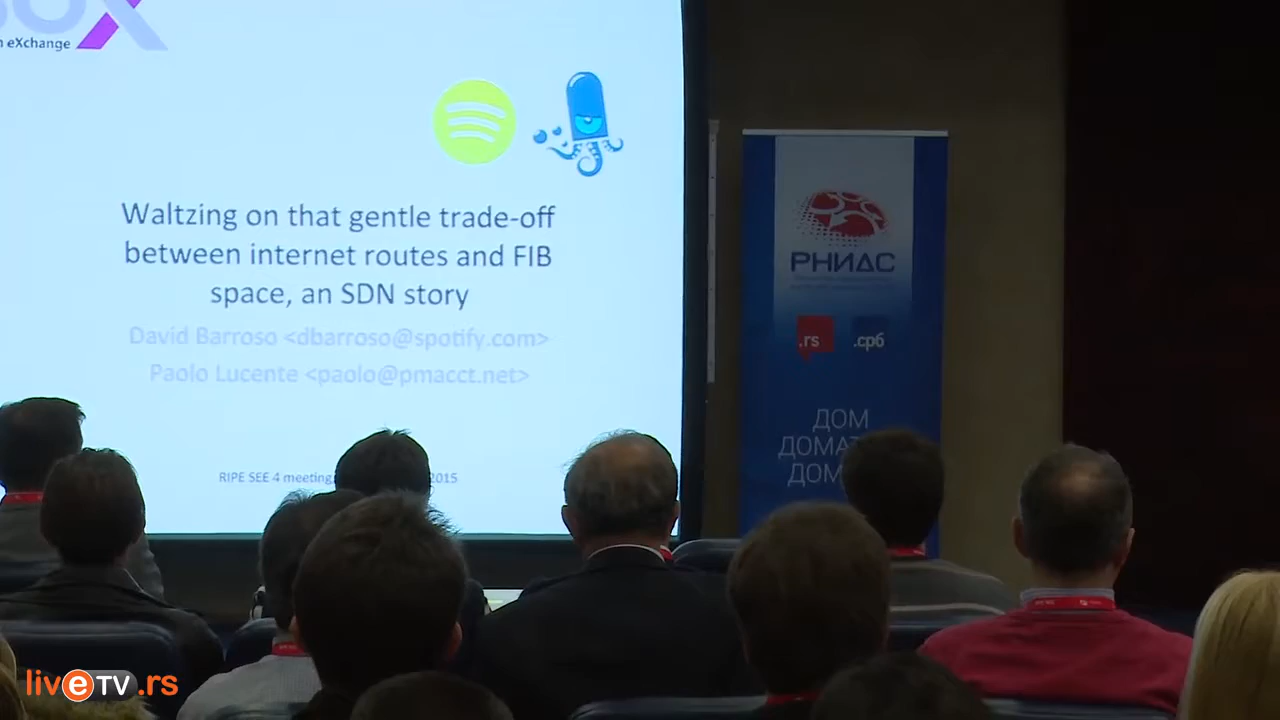 n eXchange
Waltzing on that gentle trade-off
between internet routes and FIB
space, an SDN story
David Barroso <dbarroso@spotify.com>
Paolo Lucente <paolo@pmacct.net>
RIPE SEE 4 meeting, 2015
РНИДС
.rs
.срб
ДОМ
ДОМА
ДОМ
livetv.rs